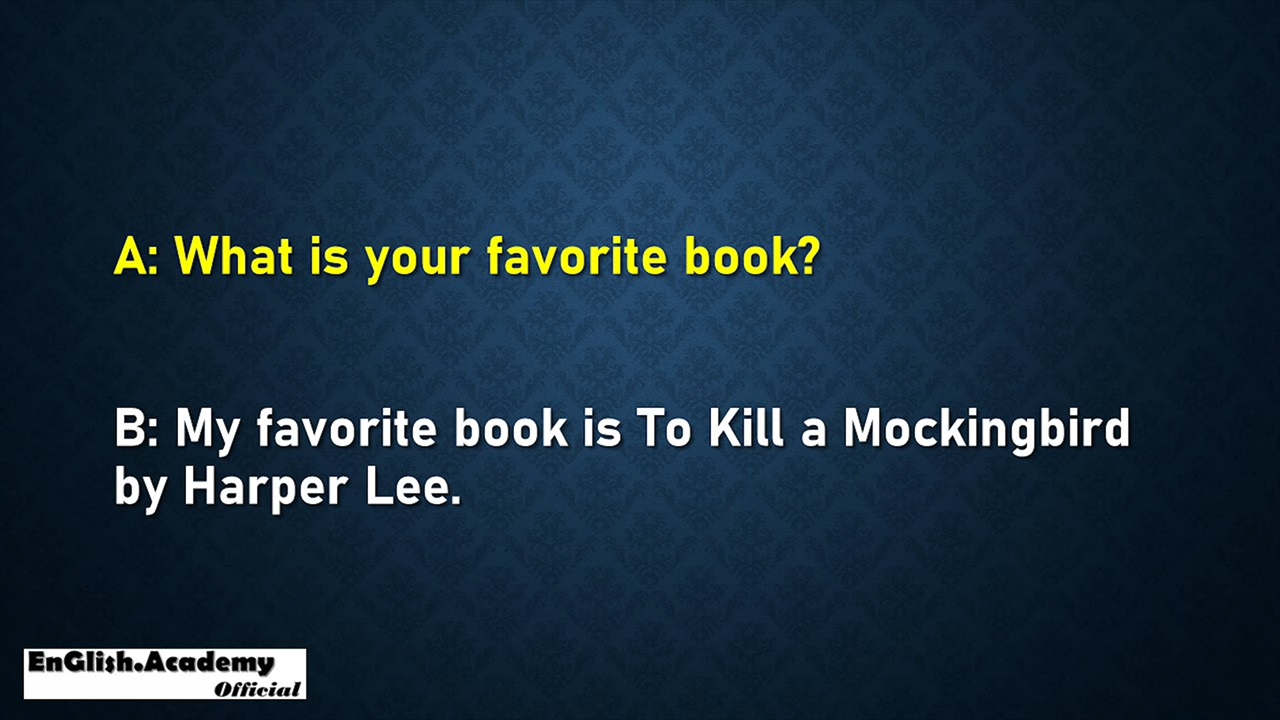 A: What is your favorite book?
B: My favorite book is To Kill a Mockingbird
by Harper Lee.
EnGlish.Academy
Official